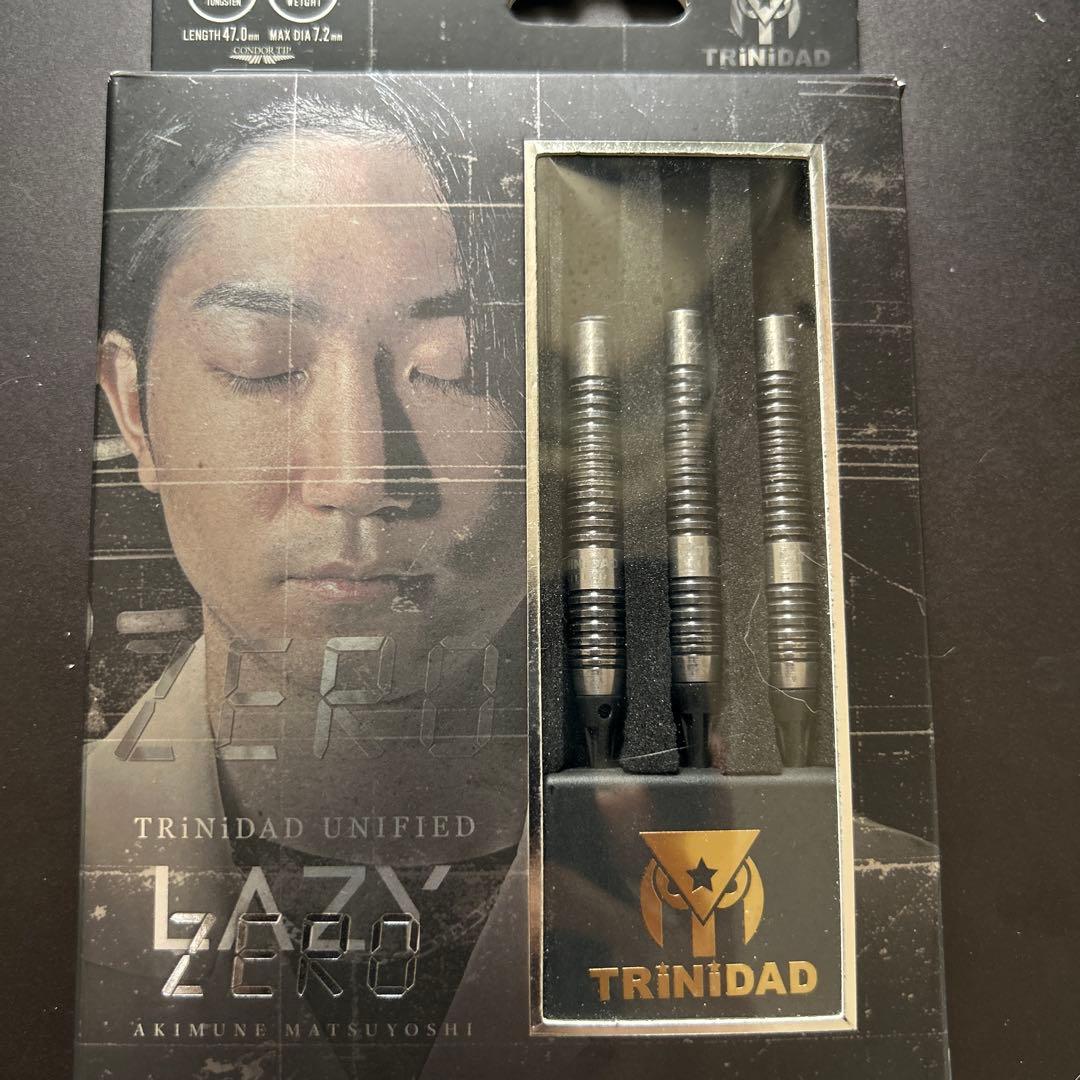 TUNGSTEN
WEIGHT
LENGTH 47.0mm MAX DIA 7.2mm
CONDOR TIP
TRiNiDAD
ZERO
TRiNiDAD UNIFIED
LAZY
ZERO
AKIMUNE MATSUYOSHI
TRiNiDAD